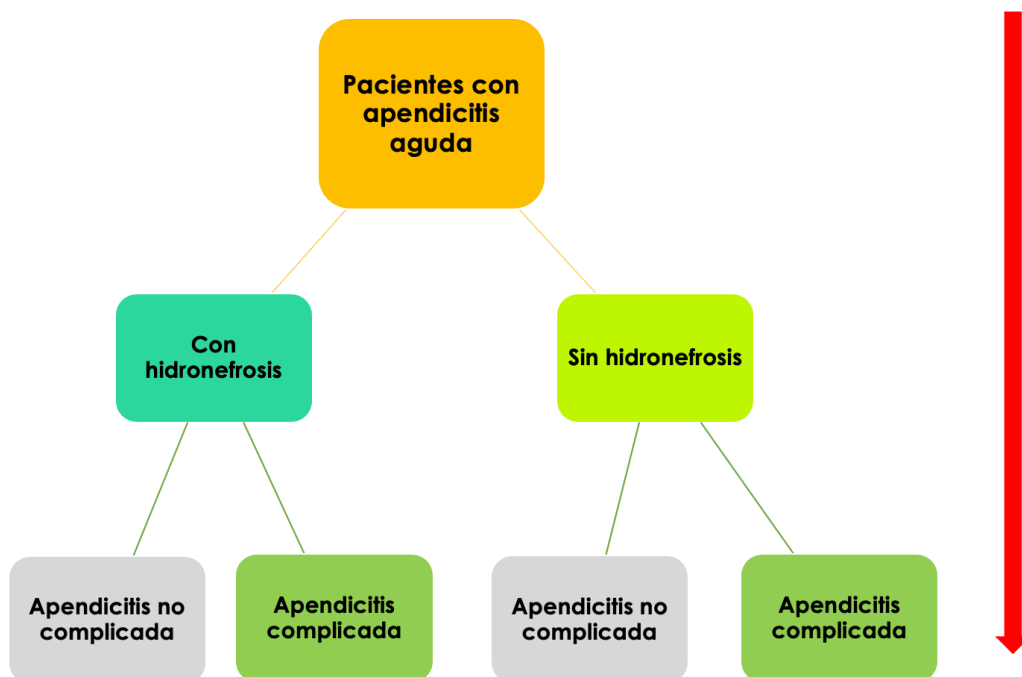 Pacientes con
apendicitis
aguda
Con
hidronefrosis
Sin hidronefrosis
Apendicitis no
complicada
Apendicitis
complicada
Apendicitis no
complicada
Apendicitis
complicada